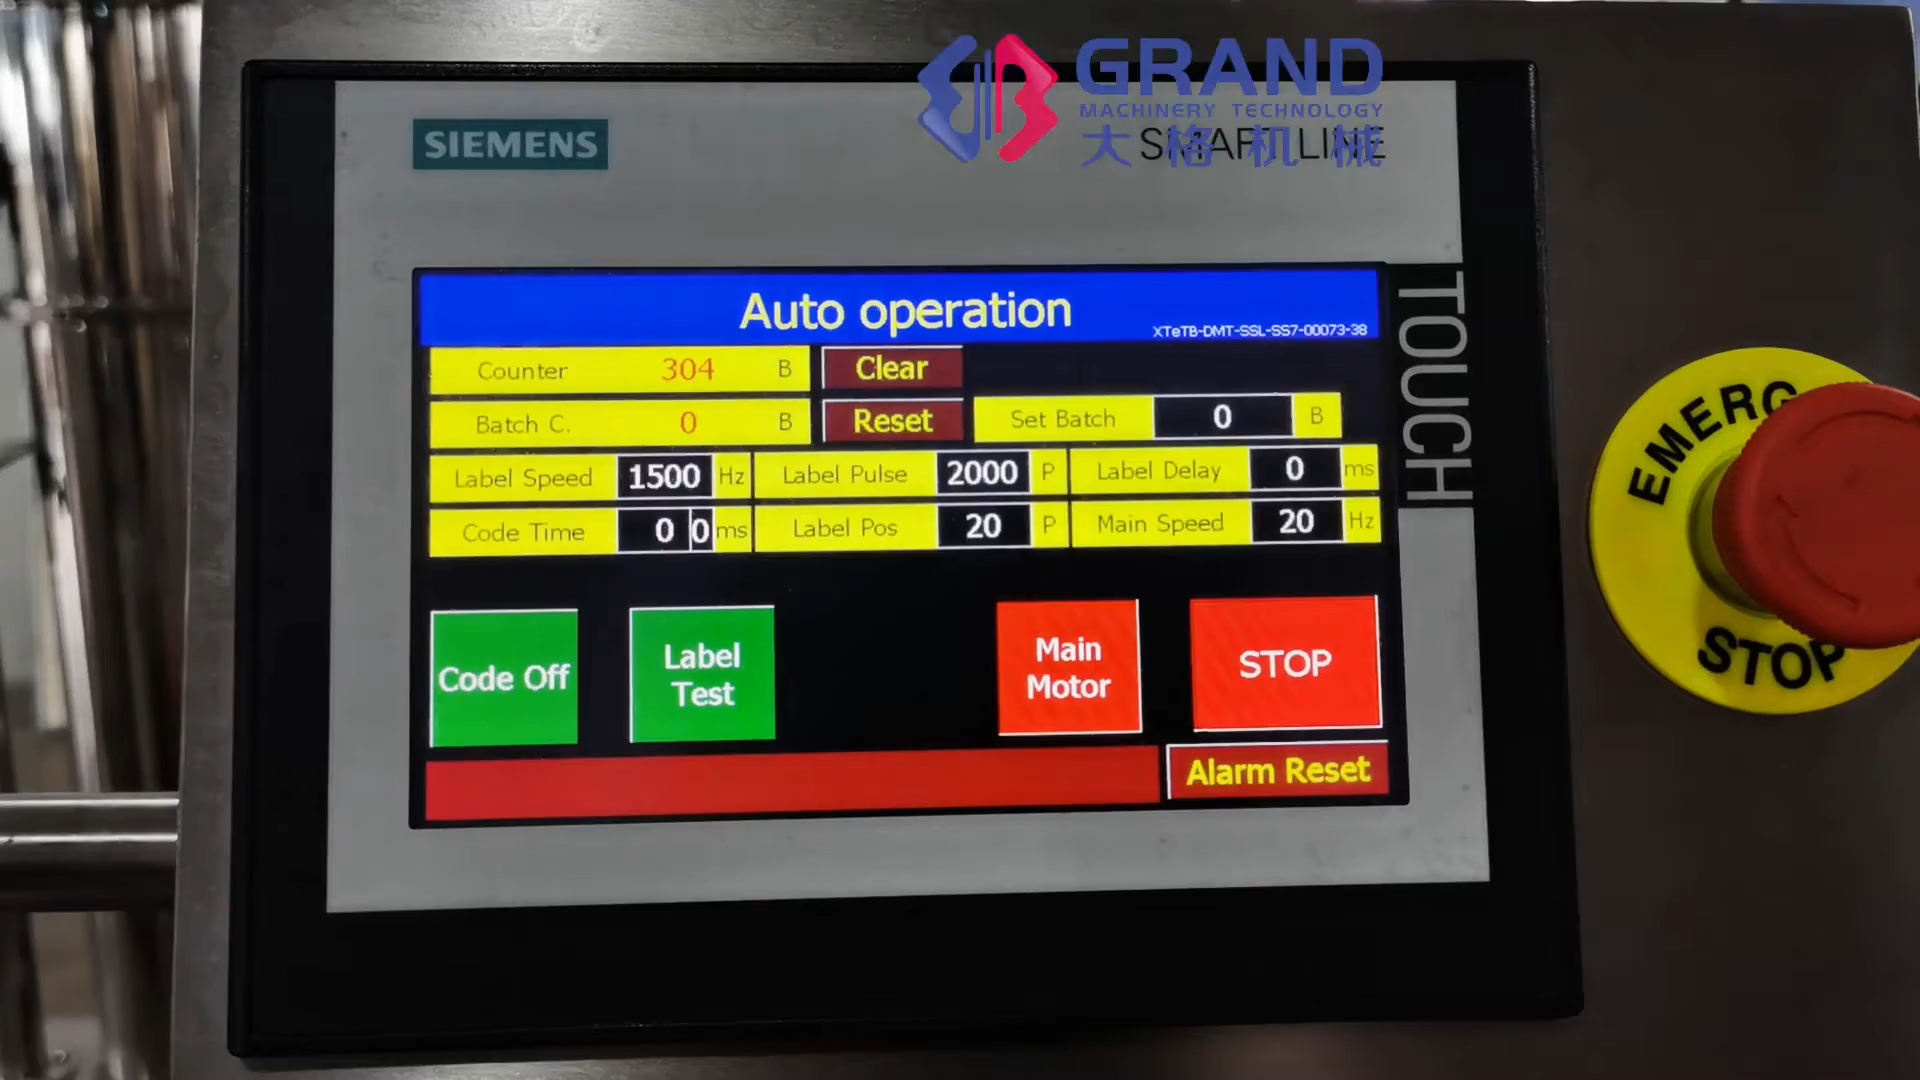 GRAND
MACHINERY TECHNOLOGY
大格机械
SIEMENS
SMART LINE
TOUCH
Auto operation
XTeTB-DMT-SSL-SS7-00073-38
Counter 304 B Clear
Batch C. 0 B Reset Set Batch 0 B
Label Speed 1500 Hz Label Pulse 2000 P Label Delay 0 ms
Code Time 0 0 ms Label Pos 20 P Main Speed 20 Hz
Code Off
Label
Test
Main
Motor
STOP
Alarm Reset
EMERG
STOP